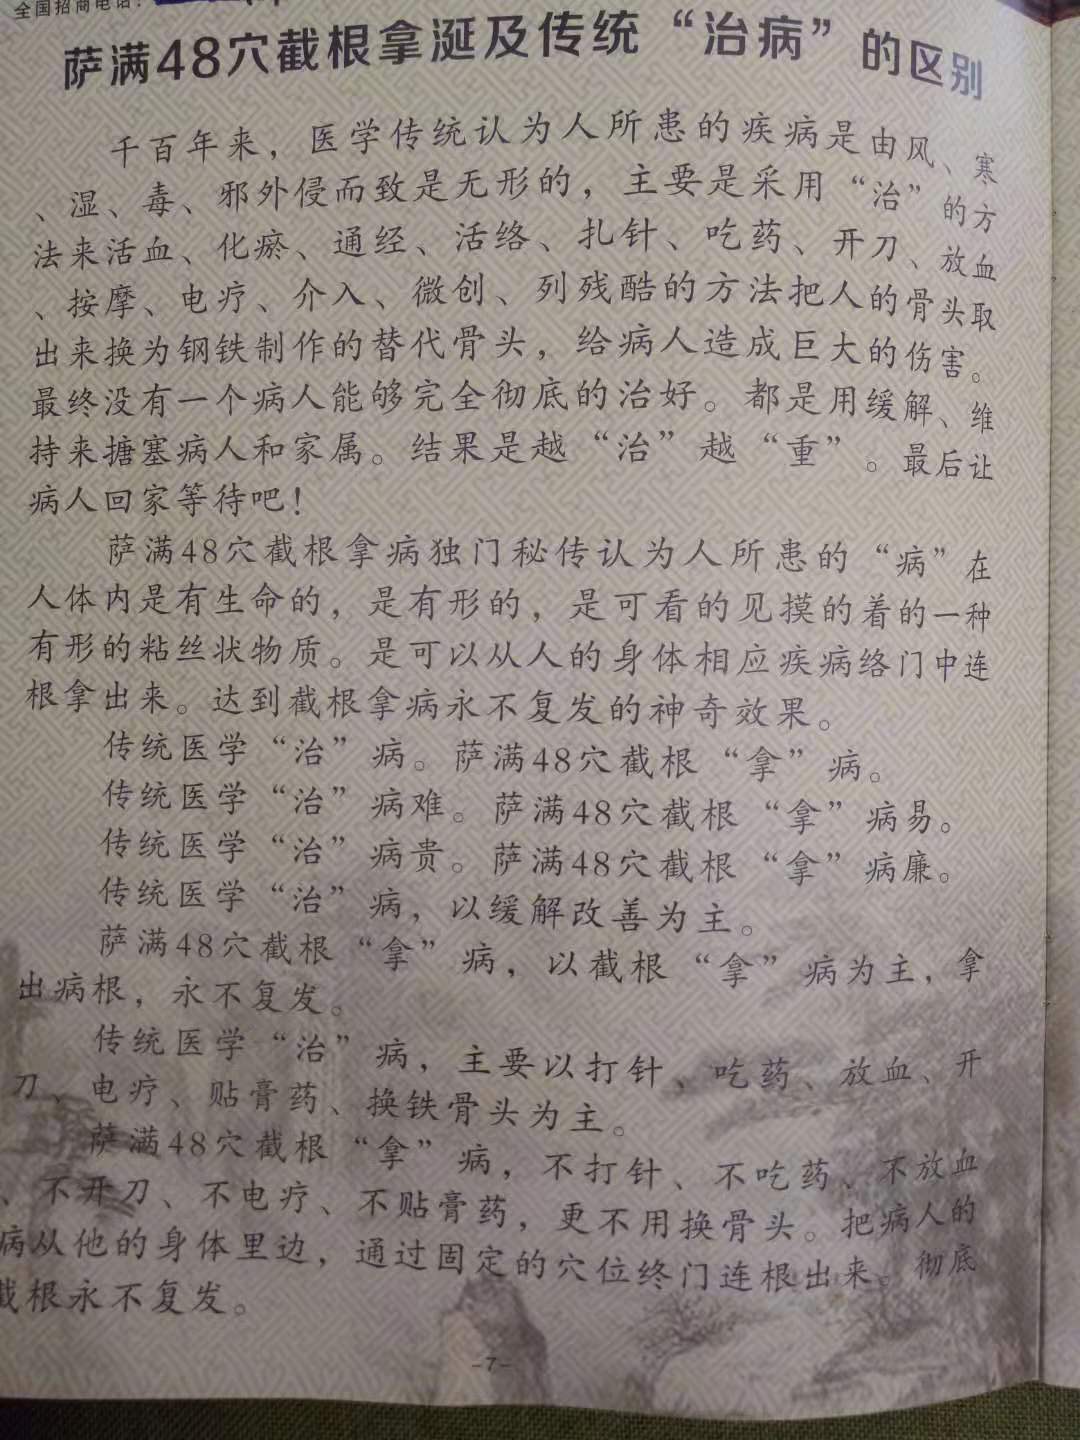 全国招商电话：
萨满48穴截根拿涎及传统“治病”的区别
千百年来，医学传统认为人所患的疾病是由风、寒
、湿、毒、邪外侵而致是无形的，主要是采用“治”的方
法来活血、化瘀、通经、活络、扎针、吃药、开刀、放血
、按摩、电疗、介入、微创、列残酷的方法把人的骨头取
出来换为钢铁制作的替代骨头，给病人造成巨大的伤害。
最终没有一个病人能够完全彻底的治好。都是用缓解、维
持来搪塞病人和家属。结果是越“治”越“重”。最后让
病人回家等待吧！
萨满48穴截根拿病独门秘传认为人所患的“病”在
人体内是有生命的，是有形的，是可看的见摸的着的一种
有形的粘丝状物质。是可以从人的身体相应疾病络门中连
根拿出来。达到截根拿病永不复发的神奇效果。
传统医学“治”病。萨满48穴截根“拿”病。
传统医学“治”病难。萨满48穴截根“拿”病易。
传统医学“治”病贵。萨满48穴截根“拿”病廉。
传统医学“治”病，以缓解改善为主。
萨满48穴截根“拿”病，以截根“拿”病为主，拿
出病根，永不复发。
传统医学“治”病，主要以打针、吃药、放血、开
刀、电疗、贴膏药、换铁骨头为主。
萨满48穴截根“拿”病，不打针、不吃药、不放血
、不开刀、不电疗、不贴膏药，更不用换骨头。把病人的
病从他的身体里边，通过固定的穴位终门连根出来。彻底
截根永不复发。
-7-